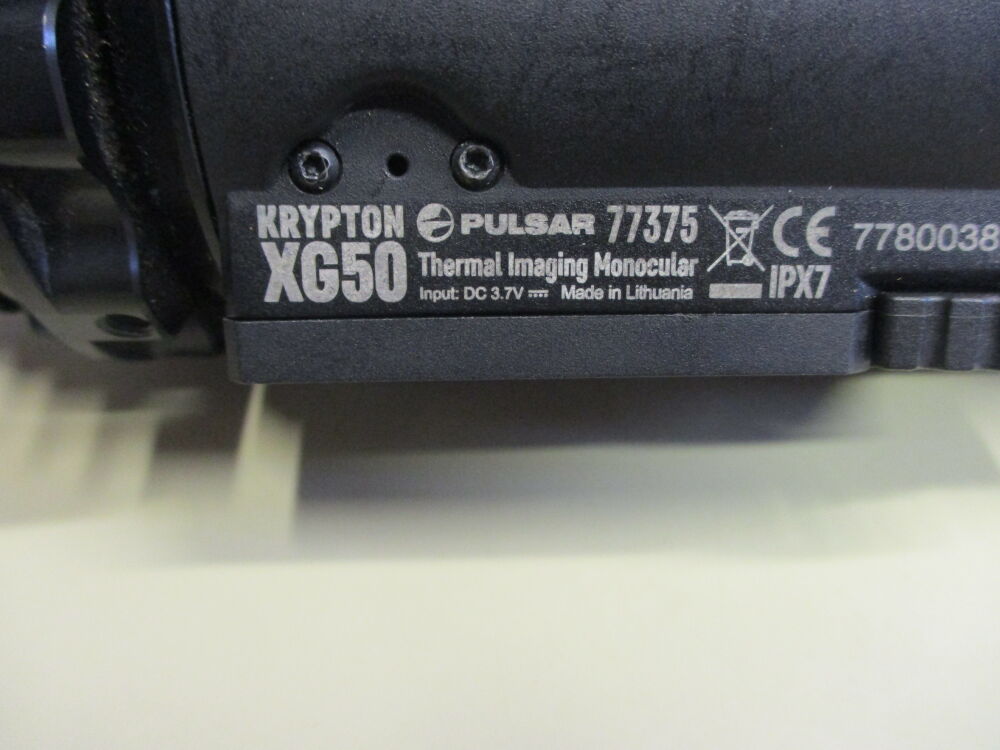 KRYPTON PULSAR 77375 CE 7780038
XG50 Thermal Imaging Monocular IPX7
Input: DC 3.7V Made in Lithuania